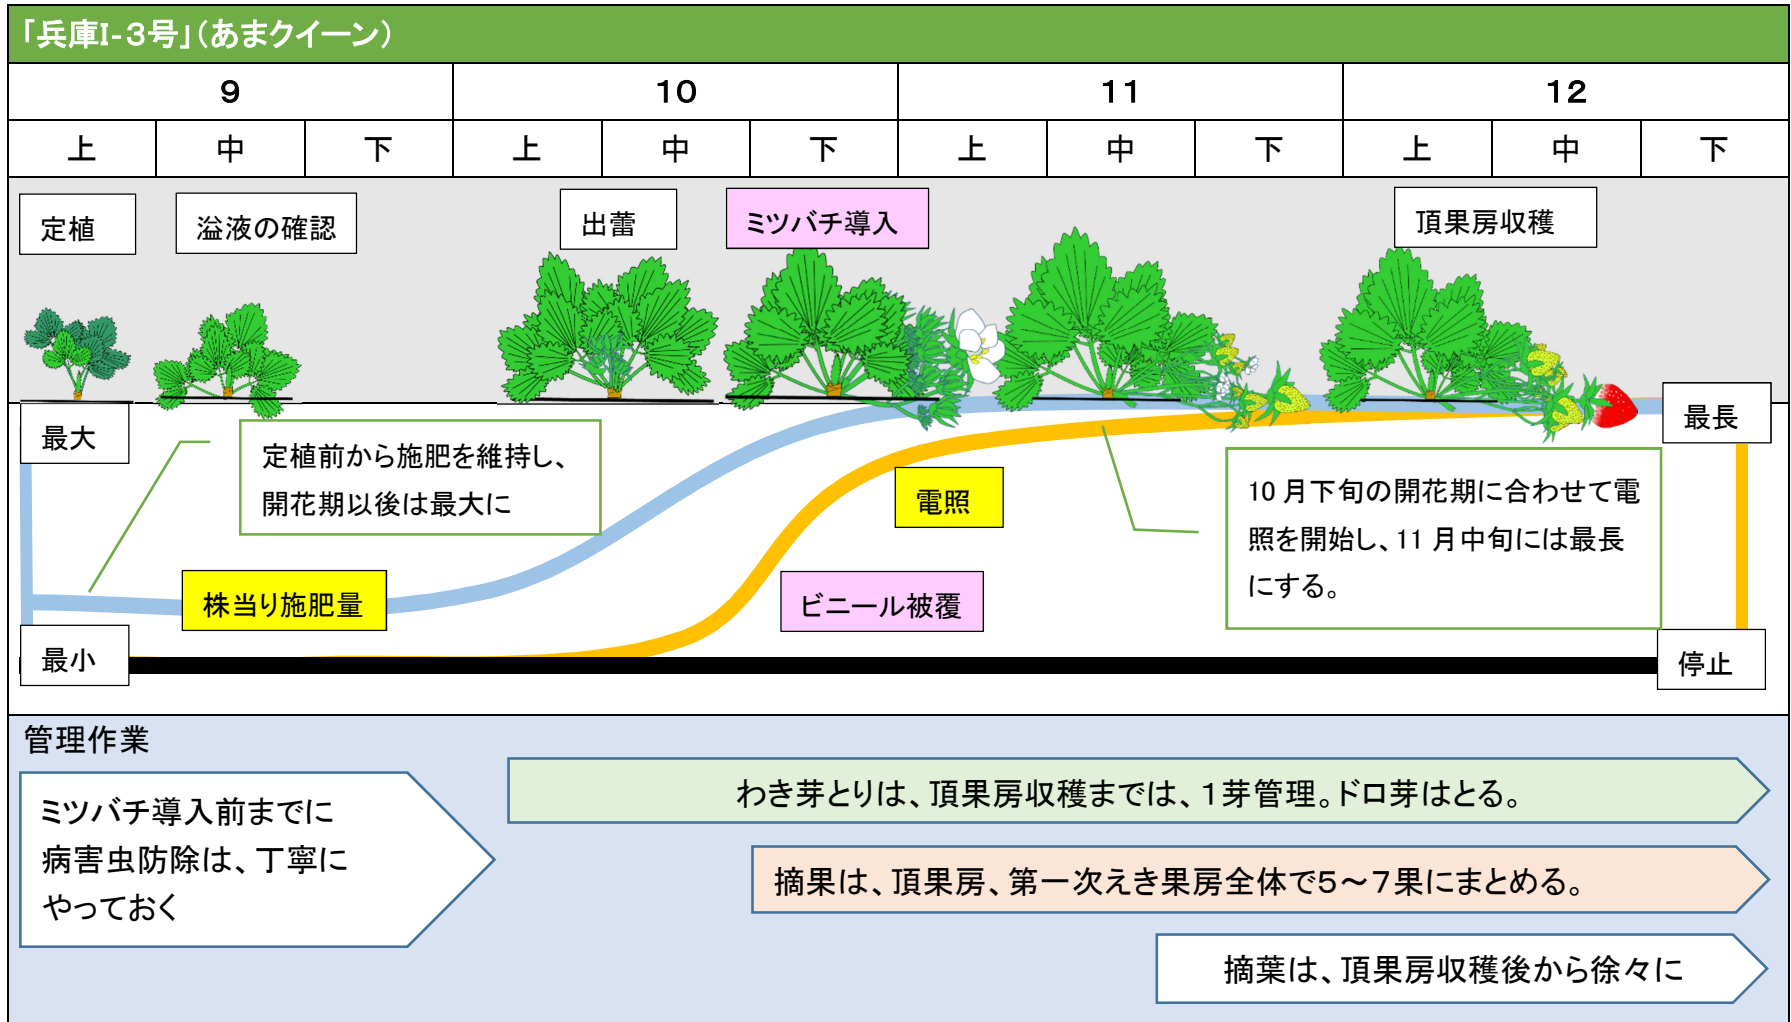 「兵庫I-3号」（あまクイーン）
9 10 11 12
上 中 下 上 中 下 上 中 下 上 中 下
定植 溢液の確認 出蕾 ミツバチ導入 頂果房収穫
最大
最長
定植前から施肥を維持し、
開花期以後は最大に
電照
10月下旬の開花期に合わせて電
照を開始し、11月中旬には最長
にする。
株当り施肥量
ビニール被覆
最小
停止
管理作業
ミツバチ導入前までに
病害虫防除は、丁寧に
やっておく
わき芽とりは、頂果房収穫までは、1芽管理。ドロ芽はとる。
摘果は、頂果房、第一次えき果房全体で5～7果にまとめる。
摘葉は、頂果房収穫後から徐々に